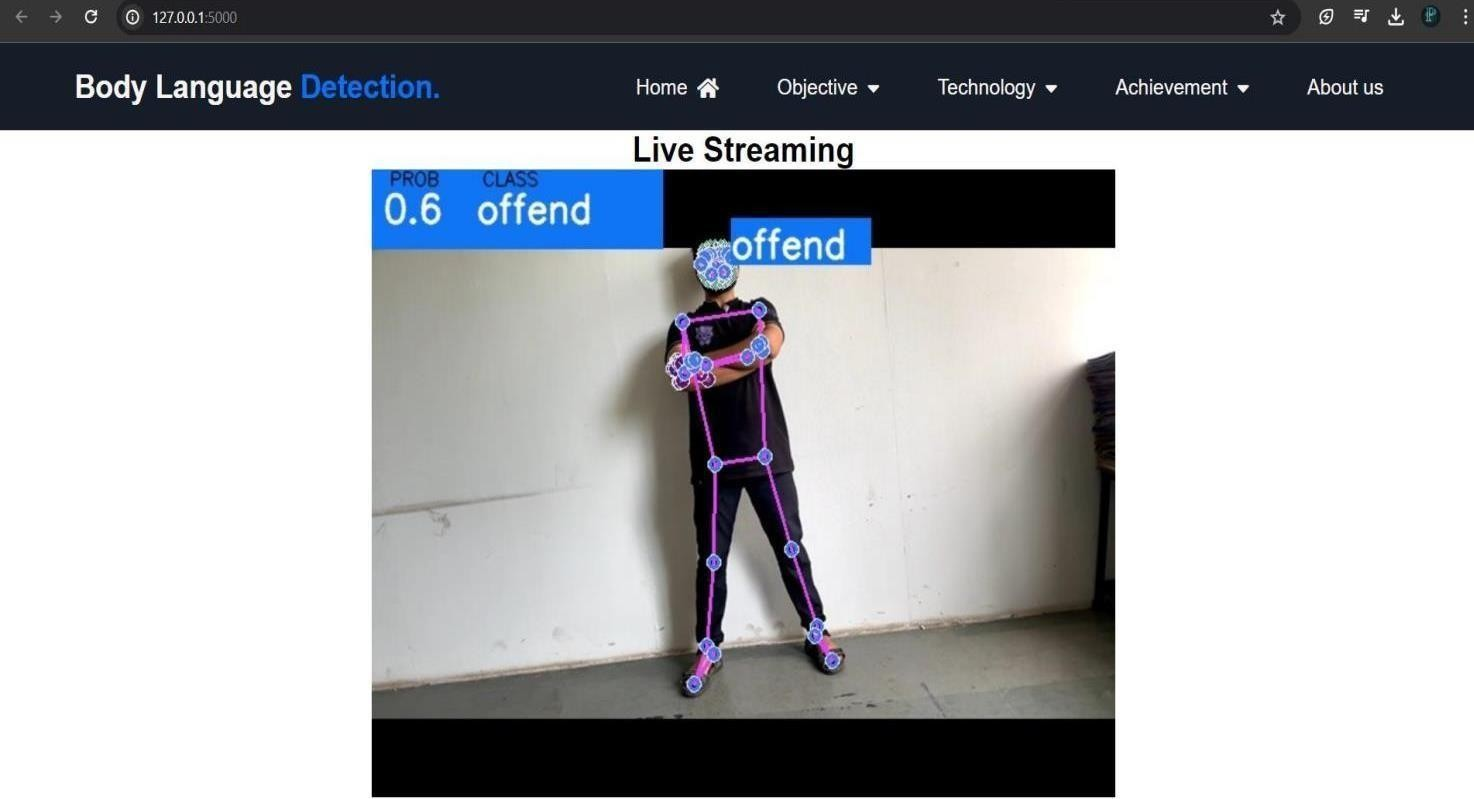 127.0.0.1:5000
Body Language Detection.
Home
Objective
Technology
Achievement
About us
Live Streaming
PROB CLASS
0.6 offend
offend